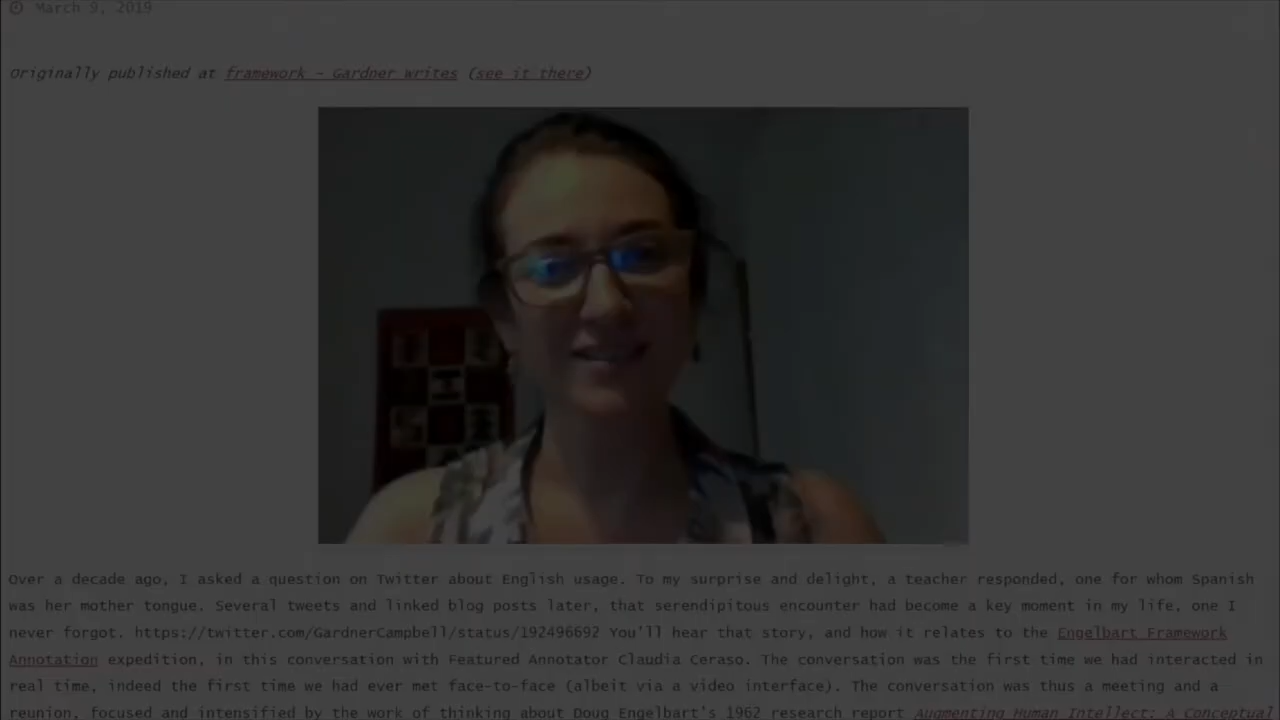 March 9, 2019
Originally published at framework – Gardner Writes (see it there)
Over a decade ago, I asked a question on Twitter about English usage. To my surprise and delight, a teacher responded, one for whom Spanish
was her mother tongue. Several tweets and linked blog posts later, that serendipitous encounter had become a key moment in my life, one I
never forgot. https://twitter.com/GardnerCampbell/status/192496692 You'll hear that story, and how it relates to the Engelbart Framework
Annotation expedition, in this conversation with Featured Annotator Claudia Ceraso. The conversation was the first time we had interacted in
real time, indeed the first time we had ever met face-to-face (albeit via a video interface). The conversation was thus a meeting and a
reunion, focused and intensified by the work of thinking about Doug Engelbart's 1962 research report Augmenting Human Intellect: A Conceptual